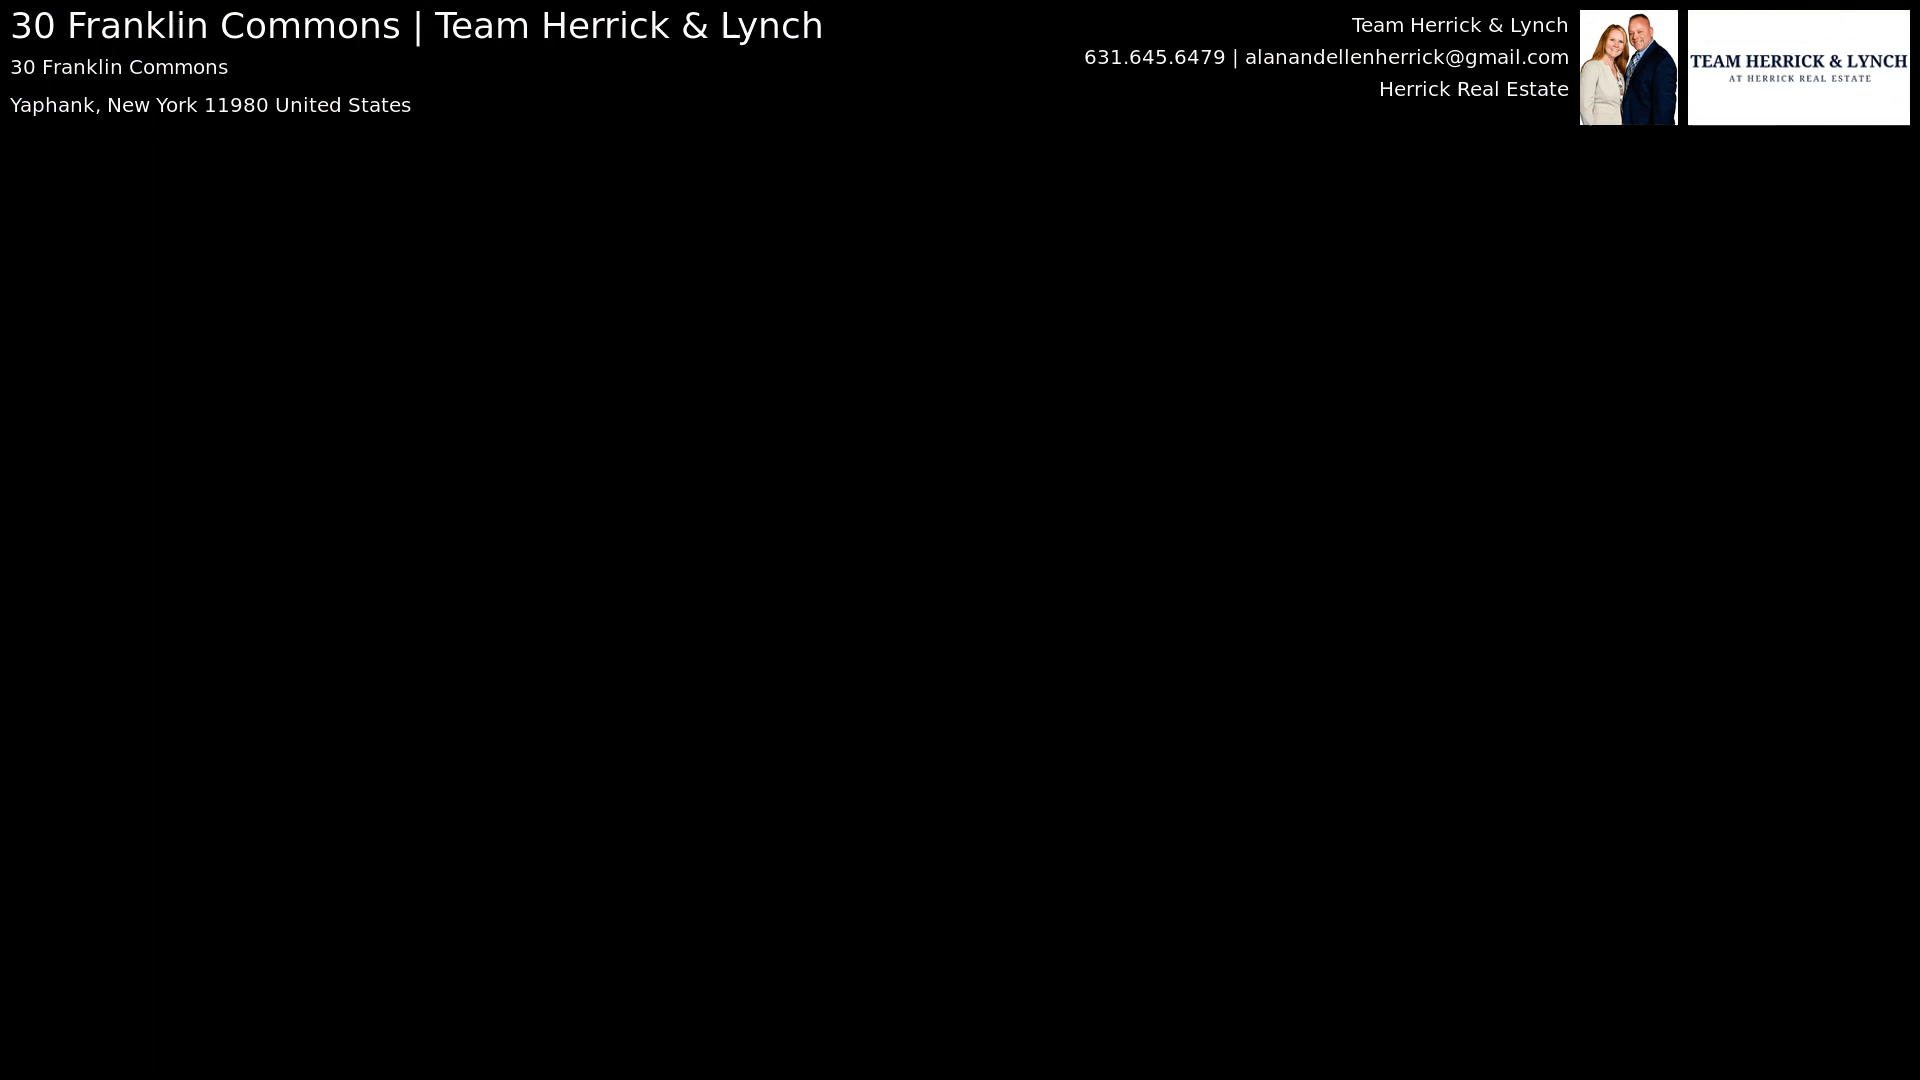 30 Franklin Commons | Team Herrick & Lynch
30 Franklin Commons
Yaphank, New York 11980 United States
Team Herrick & Lynch
631.645.6479 | alanandellenherrick@gmail.com
Herrick Real Estate
TEAM HERRICK & LYNCH
AT HERRICK REAL ESTATE